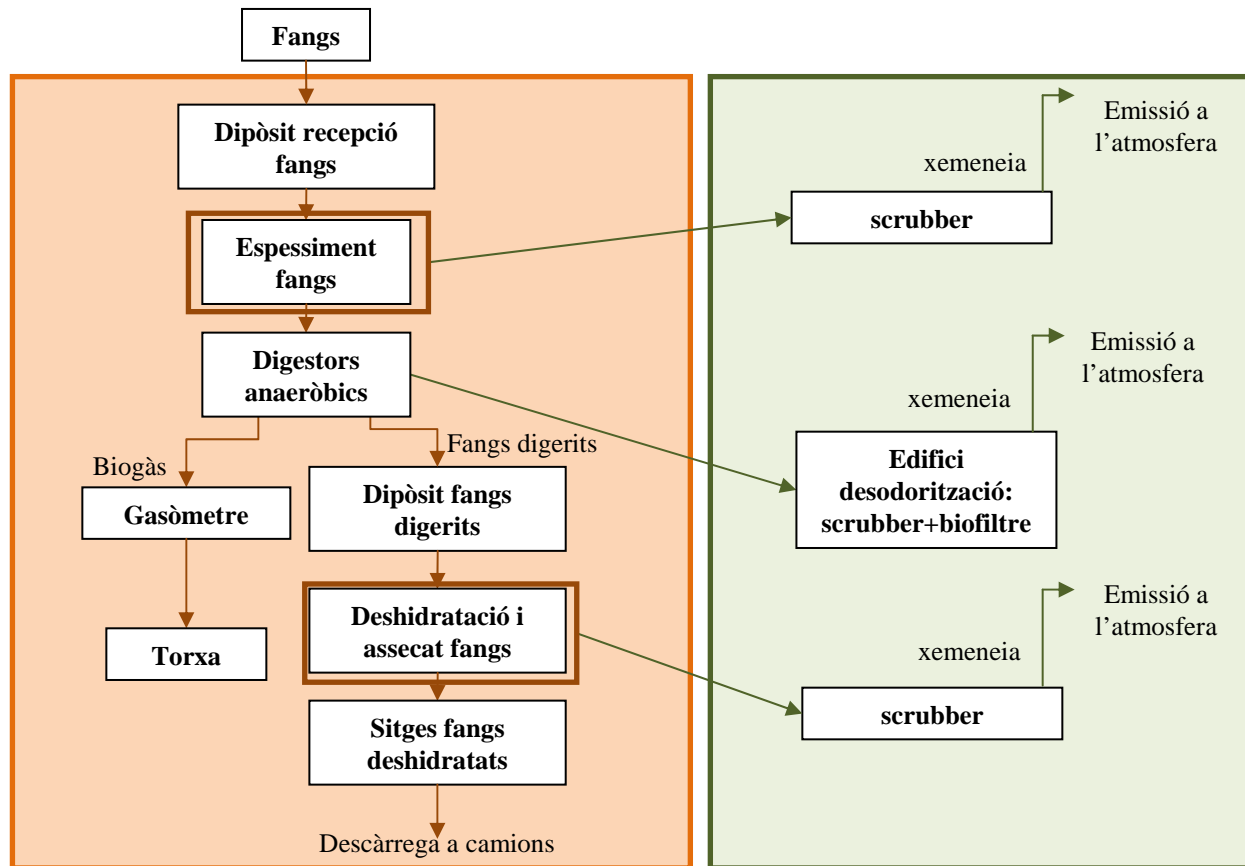 Fangs
Dipòsit recepció
fangs
Espessiment
fangs
Digestors
anaeròbics
Biogàs
Fangs digerits
Gasòmetre
Dipòsit fangs
digerits
Torxa
Deshidratació i
assecat fangs
Sitges fangs
deshidratats
Descàrrega a camions
Emissió a
l’atmosfera
xemeneia
scrubber
Emissió a
l’atmosfera
xemeneia
Edifici
desodorització:
scrubber+biofiltre
Emissió a
l’atmosfera
xemeneia
scrubber